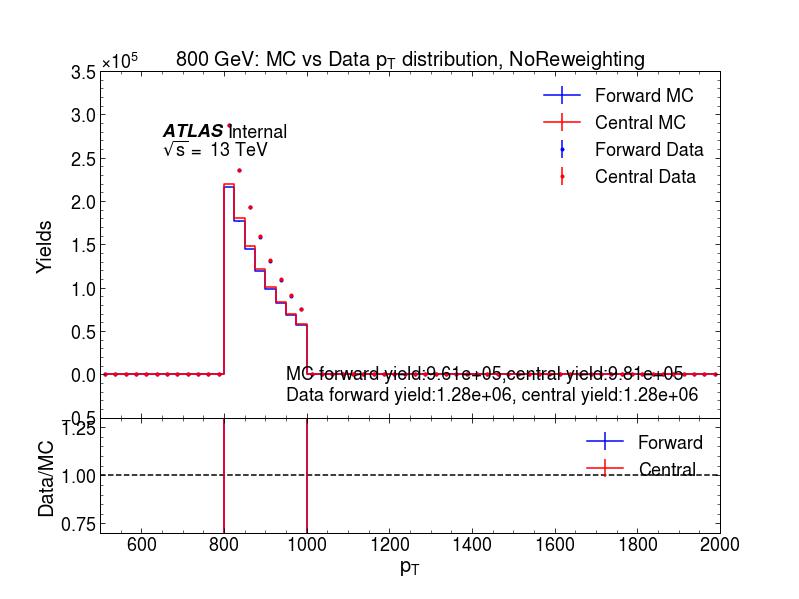 ×10⁵
800 GeV: MC vs Data pT distribution, NoReweighting
3.5
3.0
2.5
2.0
1.5
1.0
0.5
0.0
0.5
Yields
ATLAS Internal
√s = 13 TeV
Forward MC
Central MC
Forward Data
Central Data
MC forward yield:9.61e+05,central yield:9.81e+05
Data forward yield:1.28e+06, central yield:1.28e+06
1.25
1.00
0.75
Data/MC
Forward
Central
600 800 1000 1200 1400 1600 1800 2000
pT